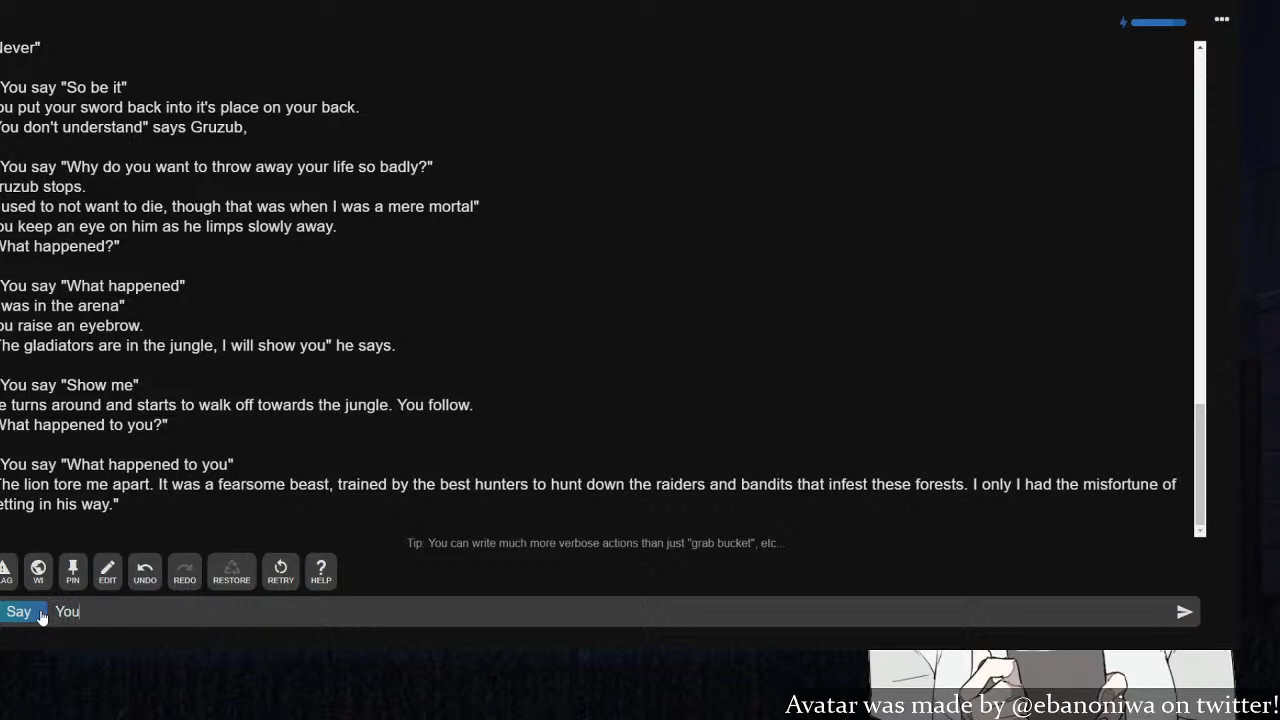 ever"
You say "So be it"
ou put your sword back into it's place on your back.
You don't understand" says Gruzub,
You say "Why do you want to throw away your life so badly?"
ruzub stops.
used to not want to die, though that was when I was a mere mortal"
ou keep an eye on him as he limps slowly away.
What happened?"
You say "What happened"
was in the arena"
ou raise an eyebrow.
The gladiators are in the jungle, I will show you" he says.
You say "Show me"
e turns around and starts to walk off towards the jungle. You follow.
What happened to you?"
You say "What happened to you"
The lion tore me apart. It was a fearsome beast, trained by the best hunters to hunt down the raiders and bandits that infest these forests. I only I had the misfortune of
etting in his way."
Tip: You can write much more verbose actions than just "grab bucket", etc...
LAG WI PIN EDIT UNDO REDO RESTORE RETRY ? HELP
Say You
Avatar was made by @ebanoniwa on twitter!